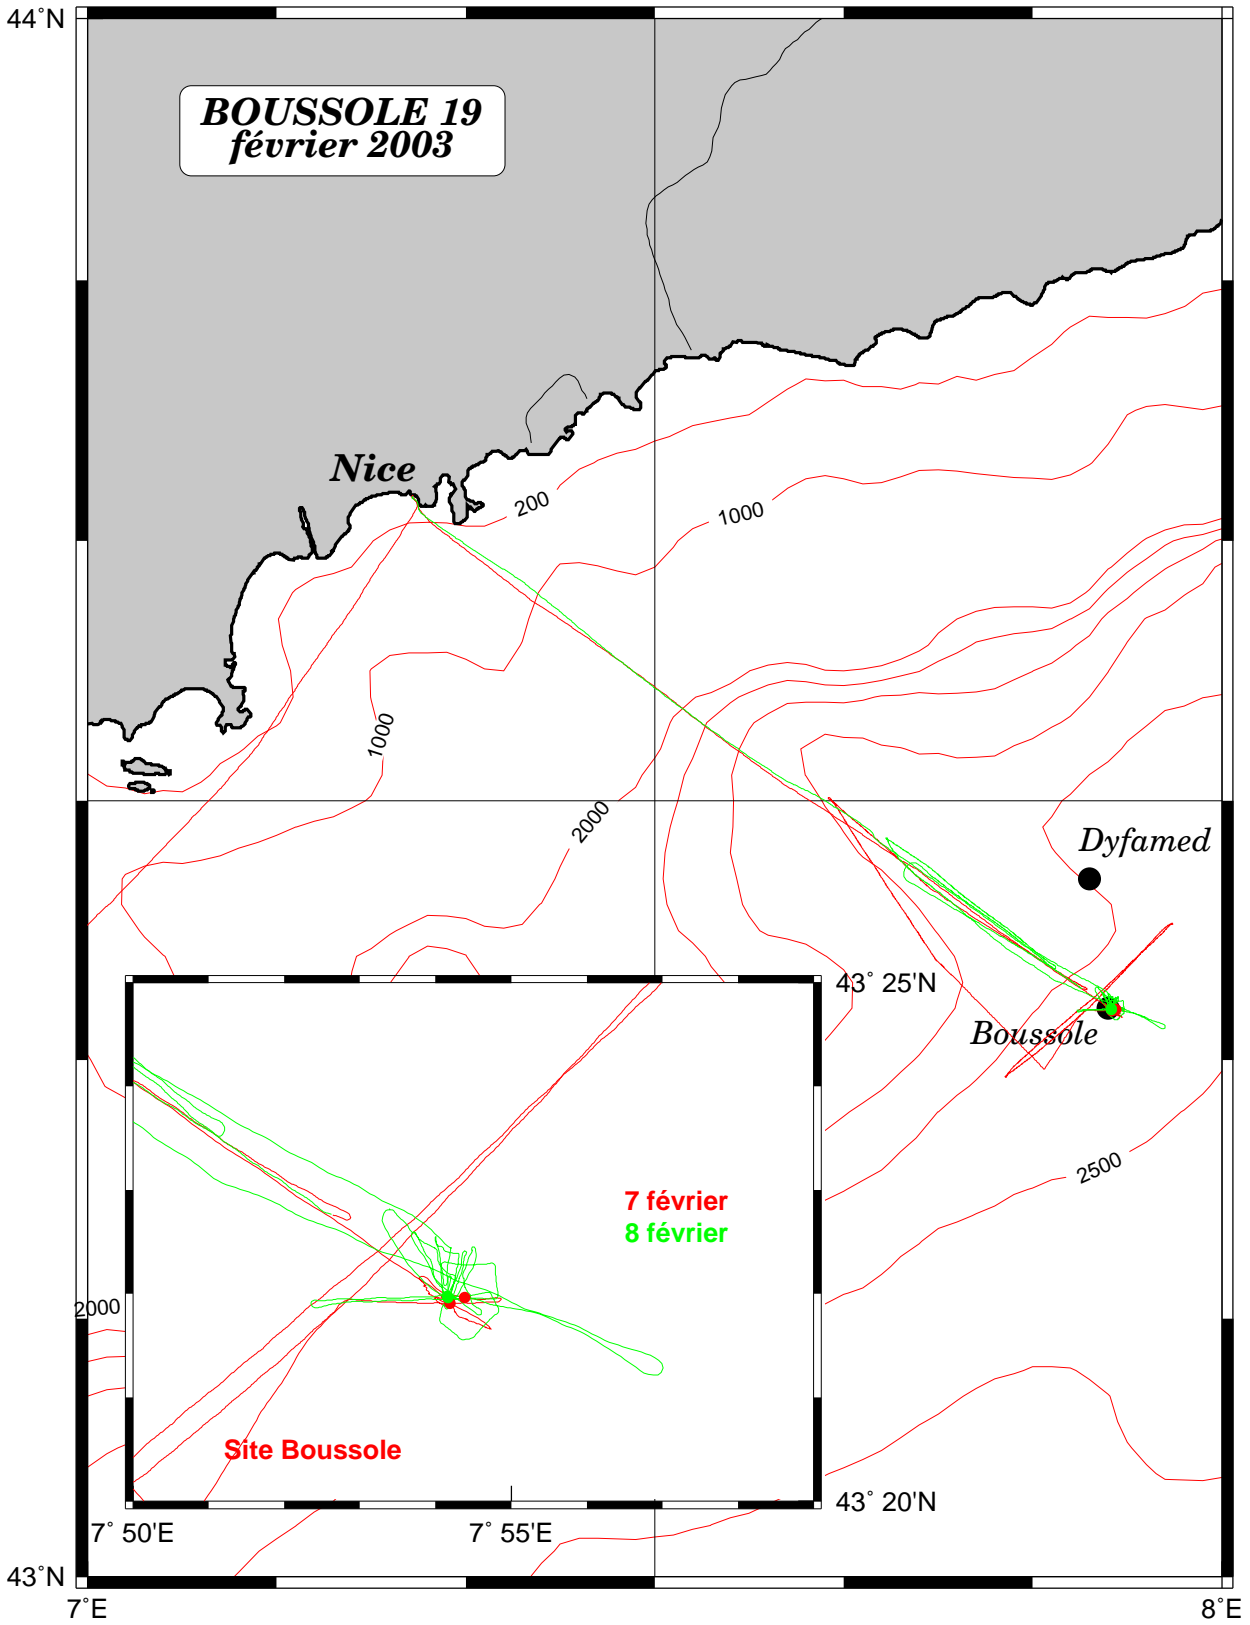 44°N
BOUSSOLE 19
février 2003
Nice
200
1000
1000
2000
Dyfamed
Boussole
43° 25'N
2500
7 février
8 février
2000
Site Boussole
43° 20'N
7° 50'E
7° 55'E
43°N
7°E
8°E